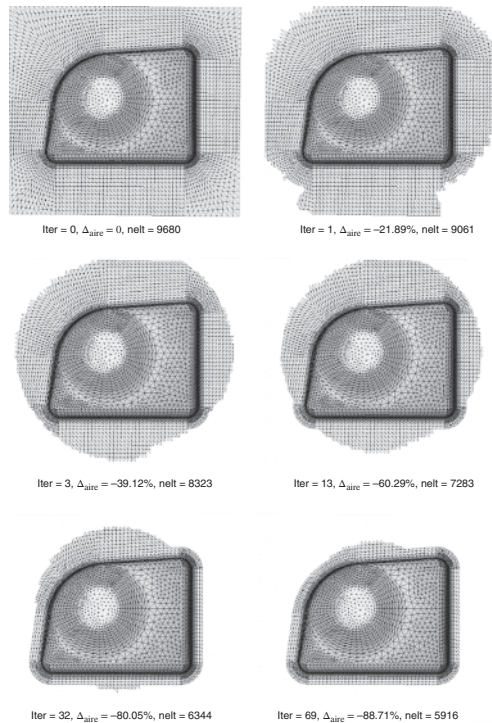 Iter = 0, Δaire = 0, nelt = 9680
Iter = 1, Δaire = –21.89%, nelt = 9061
Iter = 3, Δaire = –39.12%, nelt = 8323
Iter = 13, Δaire = –60.29%, nelt = 7283
Iter = 32, Δaire = –80.05%, nelt = 6344
Iter = 69, Δaire = –88.71%, nelt = 5916